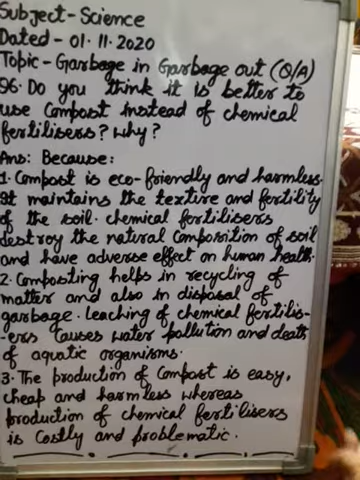 Subject-Science
Dated - 01.11.2020
Topic - Garbage in Garbage out (Q/A)
Q6. Do you think it is better to
use Compost instead of chemical
fertilisers? Why?
Ans: Because:
1. Compost is eco-friendly and harmless.
It maintains the texture and fertility
of the soil. chemical fertilisers
destroy the natural Composition of soil
and have adverse effect on human health.
2. Composting helps in recycling of
matter and also in disposal of
garbage. Leaching of chemical fertilis-
-ers Causes water pollution and death
of aquatic organisms.
3. The production of Compost is easy,
cheap and harmless whereas
production of chemical fertilisers
is Costly and problematic.